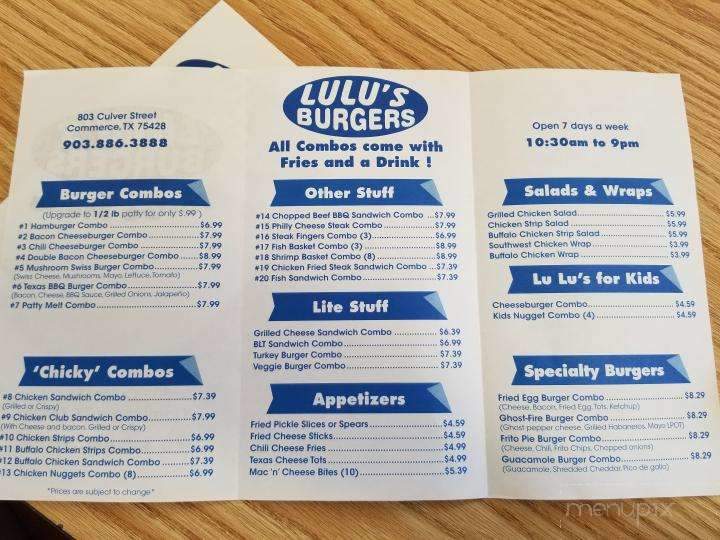 803 Culver Street
Commerce, TX 75428
903.886.3888
Burger Combos
(Upgrade to 1/2 lb patty for only $.99)
#1 Hamburger Combo $6.99
#2 Bacon Cheeseburger Combo $7.99
#3 Chili Cheeseburger Combo $7.99
#4 Double Bacon Cheeseburger Combo $8.99
#5 Mushroom Swiss Burger Combo $7.99
(Swiss Cheese, Mushrooms, Mayo, Lettuce, Tomato)
#6 Texas BBQ Burger Combo $7.99
(Bacon, Cheese, BBQ Sauce, Grilled Onions, Jalapeño)
#7 Patty Melt Combo $7.99
'Chicky' Combos
#8 Chicken Sandwich Combo $7.39
(Grilled or Crispy)
#9 Chicken Club Sandwich Combo $7.99
(With Cheese and bacon. Grilled or Crispy)
#10 Chicken Strips Combo $6.99
#11 Buffalo Chicken Strips Combo $6.99
#12 Buffalo Chicken Sandwich Combo $7.39
#13 Chicken Nuggets Combo (8) $6.99
*Prices are subject to change*
LULU'S
BURGERS
All Combos come with
Fries and a Drink !
Other Stuff
#14 Chopped Beef BBQ Sandwich Combo $7.99
#15 Philly Cheese Steak Combo $7.99
#16 Steak Fingers Combo (3) $6.99
#17 Fish Basket Combo (3) $8.99
#18 Shrimp Basket Combo (8) $8.99
#19 Chicken Fried Steak Sandwich Combo $7.39
#20 Fish Sandwich Combo $7.39
Lite Stuff
Grilled Cheese Sandwich Combo $6.39
BLT Sandwich Combo $6.99
Turkey Burger Combo $7.39
Veggie Burger Combo $7.39
Appetizers
Fried Pickle Slices or Spears $4.59
Fried Cheese Sticks $4.59
Chili Cheese Fries $4.99
Texas Cheese Tots $4.99
Mac 'n' Cheese Bites (10) $5.39
Open 7 days a week
10:30am to 9pm
Salads & Wraps
Grilled Chicken Salad $5.99
Chicken Strip Salad $5.99
Buffalo Chicken Strip Salad $5.99
Southwest Chicken Wrap $3.99
Buffalo Chicken Wrap $3.99
Lu Lu's for Kids
Cheeseburger Combo $4.59
Kids Nugget Combo (4) $4.59
Specialty Burgers
Fried Egg Burger Combo $8.29
(Cheese, Bacon, Fried Egg, Tots, Ketchup)
Ghost-Fire Burger Combo $8.29
(Ghost pepper cheese, Grilled Habaneros, Mayo LPOT)
Frito Pie Burger Combo $8.29
(Cheese, Chili, Frito Chips, Chopped onions)
Guacamole Burger Combo $8.29
(Guacamole, Shredded Cheddar, Pico de gallo)
menupix